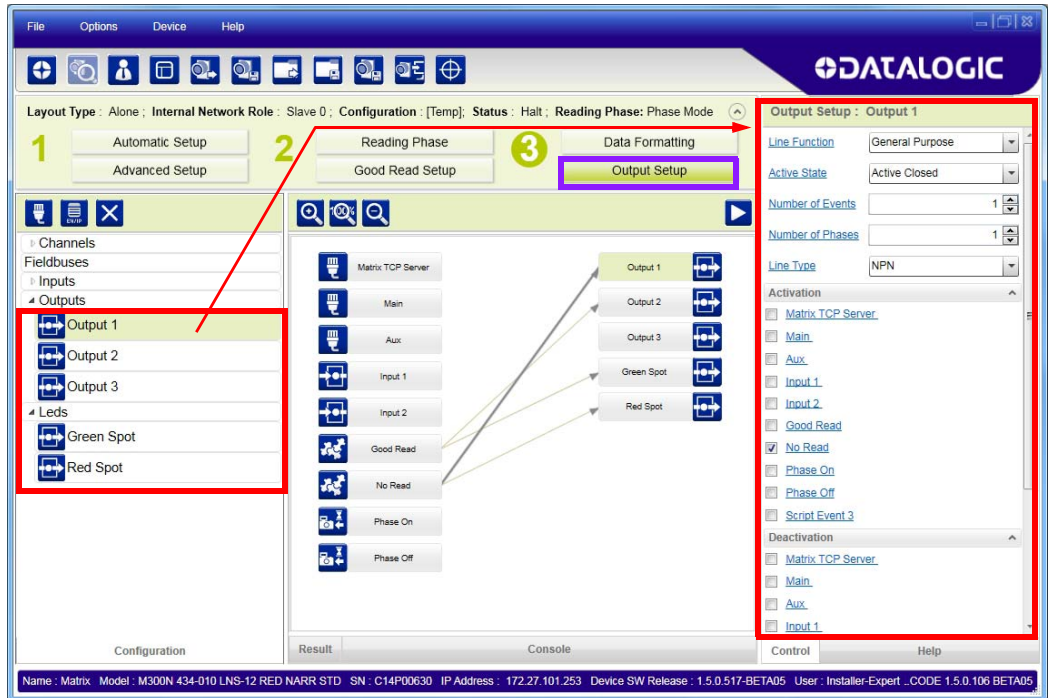 File Options Device Help
DATALOGIC
Layout Type : Alone ; Internal Network Role : Slave 0 ; Configuration : [Temp]; Status : Halt ; Reading Phase: Phase Mode
1
Automatic Setup
Advanced Setup
2
Reading Phase
Good Read Setup
3
Data Formatting
Output Setup
EN/IP
Channels
Fieldbuses
Inputs
Outputs
Output 1
Output 2
Output 3
Leds
Green Spot
Red Spot
Configuration
100%
Matrix TCP Server
Main
Aux
Input 1
Input 2
Good Read
No Read
Phase On
Phase Off
Output 1
Output 2
Output 3
Green Spot
Red Spot
Result Console
Output Setup : Output 1
Line Function General Purpose
Active State Active Closed
Number of Events 1
Number of Phases 1
Line Type NPN
Activation
Matrix TCP Server
Main
Aux
Input 1
Input 2
Good Read
No Read
Phase On
Phase Off
Script Event 3
Deactivation
Matrix TCP Server
Main
Aux
Input 1
Control Help
Name : Matrix Model : M300N 434-010 LNS-12 RED NARR STD SN : C14P00630 IP Address : 172.27.101.253 Device SW Release : 1.5.0.517-BETA05 User : Installer-Expert ..CODE 1.5.0.106 BETA05